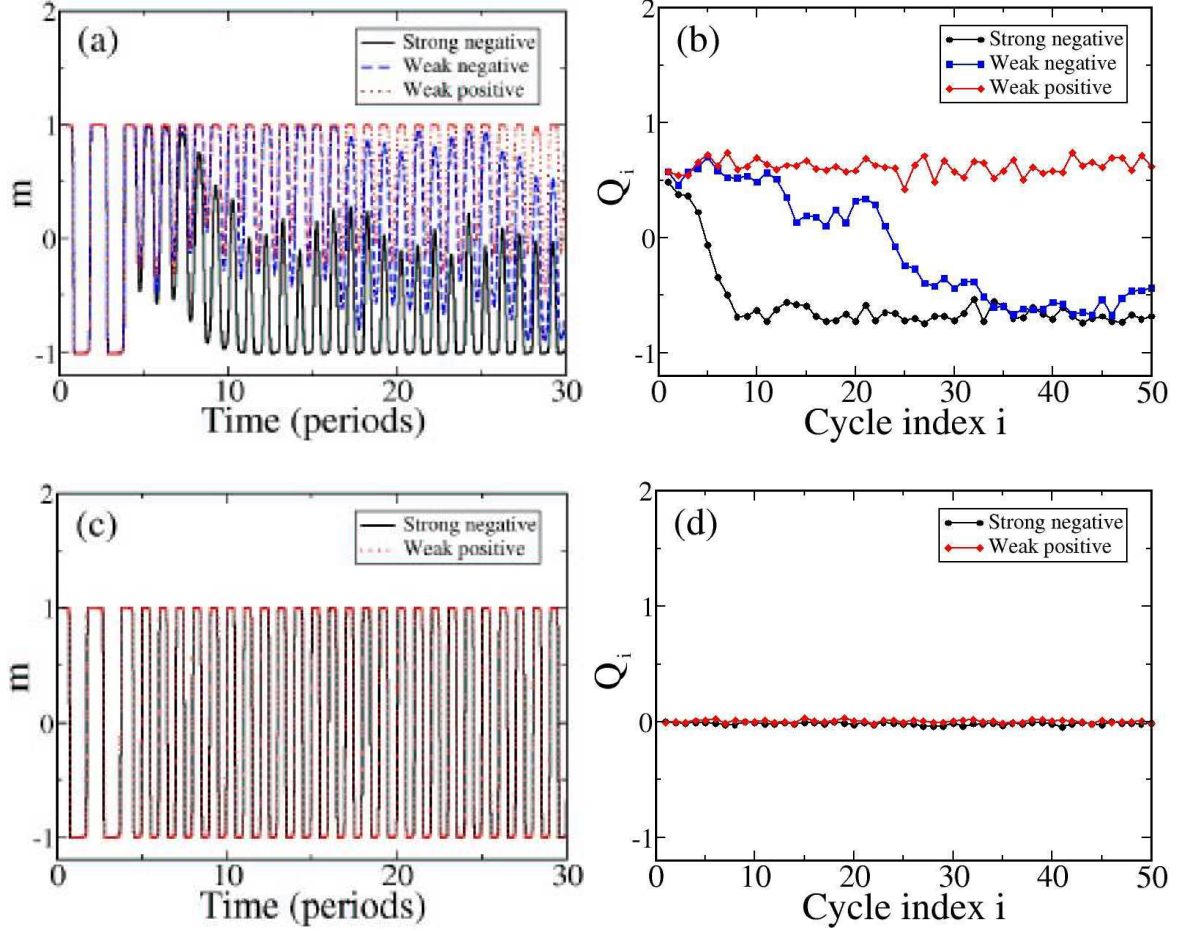 (a)
Strong negative
Weak negative
Weak positive
2
1
0
-1
m
0
10
20
30
Time (periods)
(b)
Strong negative
Weak negative
Weak positive
2
1
0
-1
Q_i
0
10
20
30
40
50
Cycle index i
(c)
Strong negative
Weak positive
2
1
0
-1
m
0
10
20
30
Time (periods)
(d)
Strong negative
Weak positive
2
1
0
-1
Q_i
0
10
20
30
40
50
Cycle index i